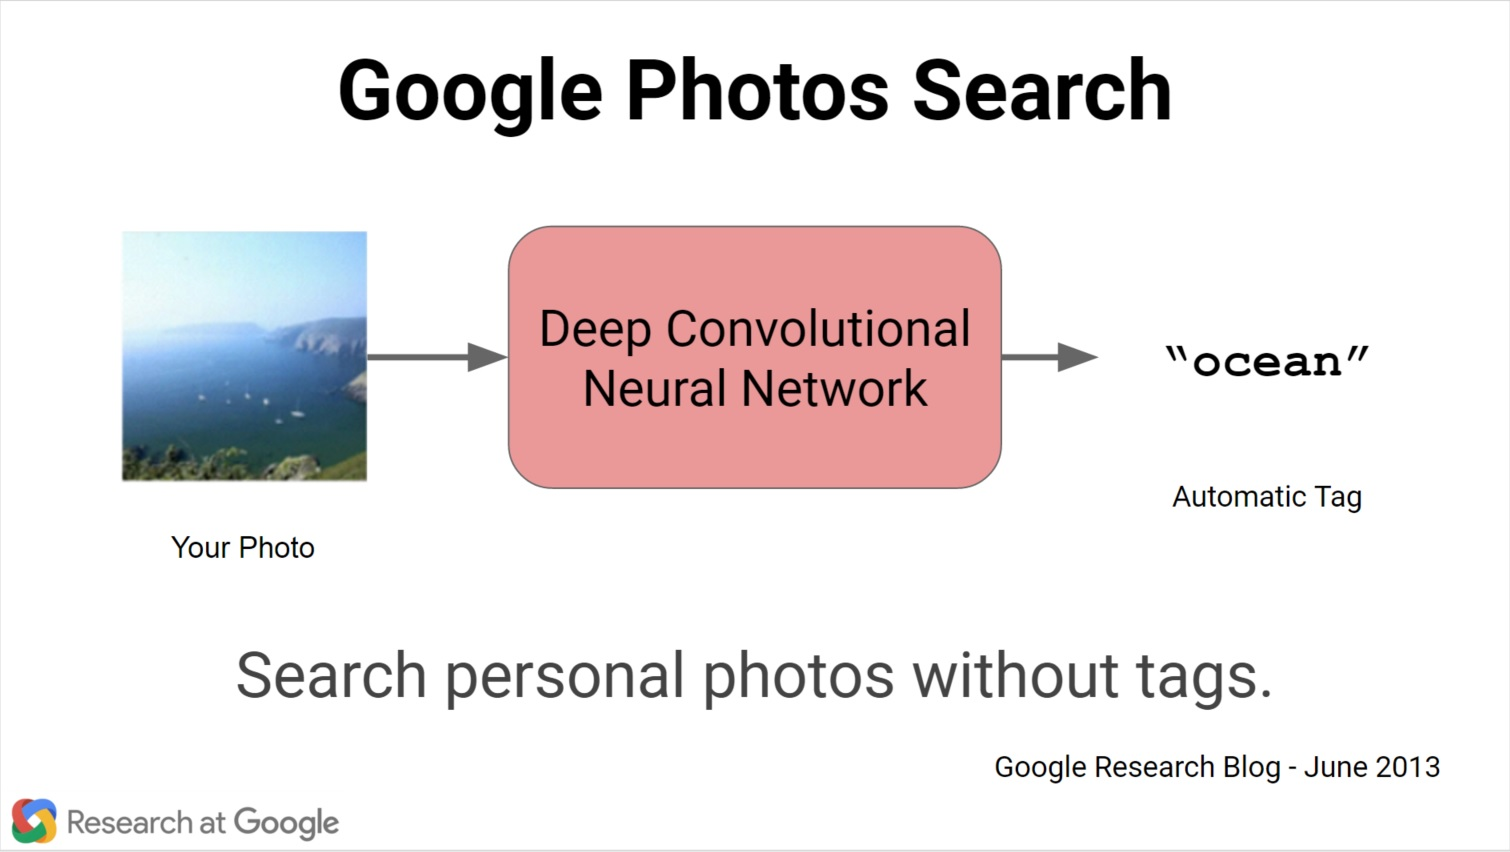 Google Photos Search
Deep Convolutional
Neural Network
“ocean”
Automatic Tag
Your Photo
Search personal photos without tags.
Google Research Blog - June 2013
Research at Google